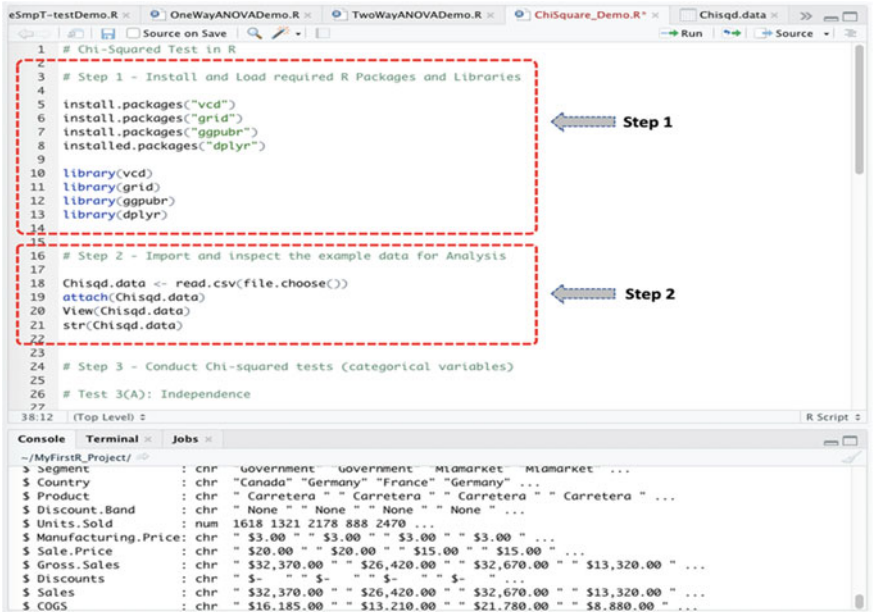 eSmpT-testDemo.R × OneWayANOVADemo.R × TwoWayANOVADemo.R × ChiSquare_Demo.R* × Chisqd.data ×
Source on Save Run Source
1 # Chi-Squared Test in R
2
3 # Step 1 - Install and Load required R Packages and Libraries
4
5 install.packages("vcd")
6 install.packages("grid")
7 install.packages("ggpubr")
8 installed.packages("dplyr")
9
10 library(vcd)
11 library(grid)
12 library(ggpubr)
13 library(dplyr)
14
Step 1
15
16 # Step 2 - Import and inspect the example data for Analysis
17
18 Chisqd.data <- read.csv(file.choose())
19 attach(Chisqd.data)
20 View(Chisqd.data)
21 str(Chisqd.data)
22
Step 2
23
24 # Step 3 - Conduct Chi-squared tests (categorical variables)
25
26 # Test 3(A): Independence
27
38:12 (Top Level) R Script
Console Terminal × Jobs ×
~/MyFirstR_Project/
$ Segment : chr "Government" "Government" "Midmarket" "Midmarket" ...
$ Country : chr "Canada" "Germany" "France" "Germany" ...
$ Product : chr " Carretera " " Carretera " " Carretera " " Carretera " ...
$ Discount.Band : chr " None " " None " " None " " None " ...
$ Units.Sold : num 1618 1321 2178 888 2470 ...
$ Manufacturing.Price: chr " $3.00 " " $3.00 " " $3.00 " " $3.00 " ...
$ Sale.Price : chr " $20.00 " " $20.00 " " $15.00 " " $15.00 " ...
$ Gross.Sales : chr " $32,370.00 " " $26,420.00 " " $32,670.00 " " $13,320.00 " ...
$ Discounts : chr " $- " " $- " " $- " " $- " ...
$ Sales : chr " $32,370.00 " " $26,420.00 " " $32,670.00 " " $13,320.00 " ...
$ COGS : chr " $16,185.00 " " $13,210.00 " " $21,780.00 " " $8,880.00 " ...